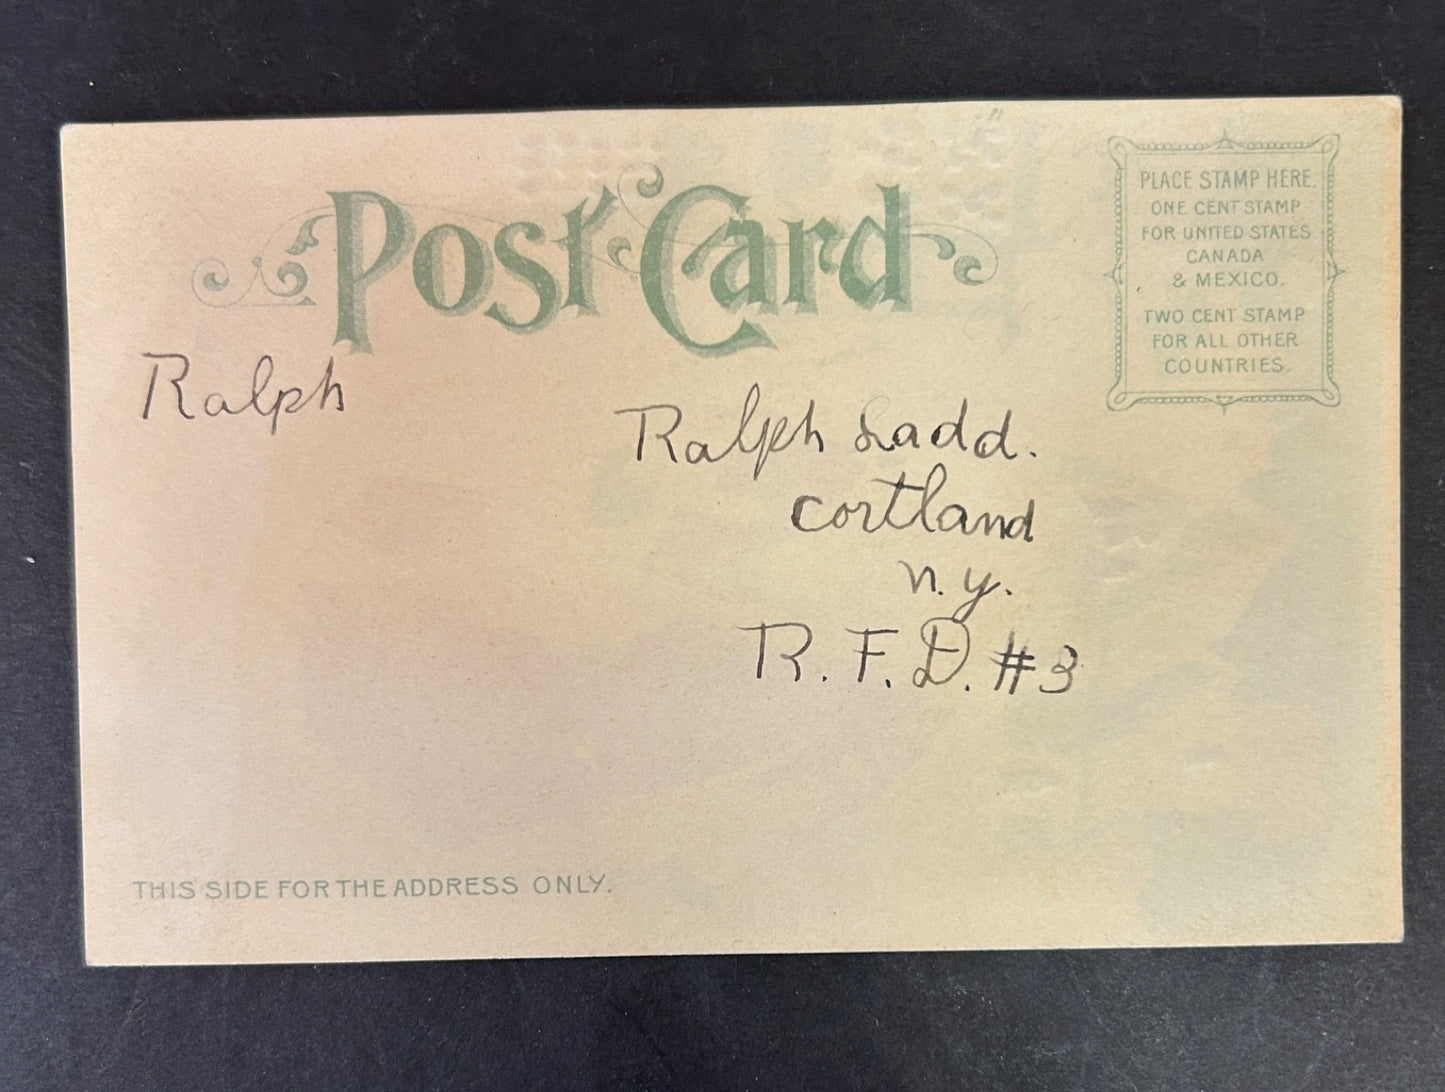 Post Card
PLACE STAMP HERE.
ONE CENT STAMP
FOR UNITED STATES
CANADA
& MEXICO.
TWO CENT STAMP
FOR ALL OTHER
COUNTRIES.
Ralph
Ralph Ladd.
Cortland
n.y.
R.F.D. #3
THIS SIDE FOR THE ADDRESS ONLY.